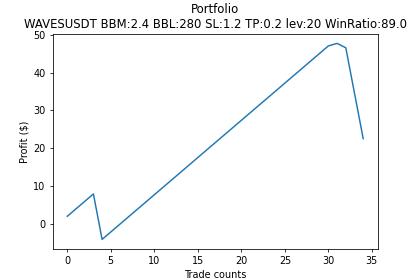 Portfolio
WAVESUSDT BBM:2.4 BBL:280 SL:1.2 TP:0.2 lev:20 WinRatio:89.0
50
40
30
20
10
0
Profit ($)
0 5 10 15 20 25 30 35
Trade counts